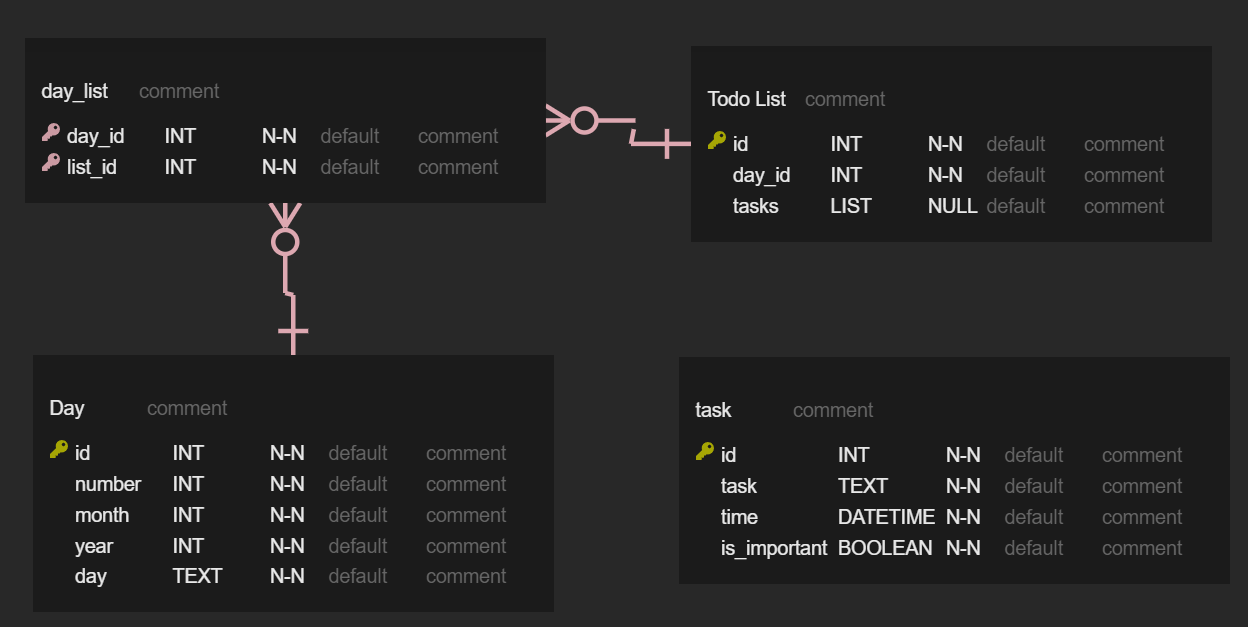 day_list comment
day_id INT N-N default comment
list_id INT N-N default comment
Todo List comment
id INT N-N default comment
day_id INT N-N default comment
tasks LIST NULL default comment
Day comment
id INT N-N default comment
number INT N-N default comment
month INT N-N default comment
year INT N-N default comment
day TEXT N-N default comment
task comment
id INT N-N default comment
task TEXT N-N default comment
time DATETIME N-N default comment
is_important BOOLEAN N-N default comment